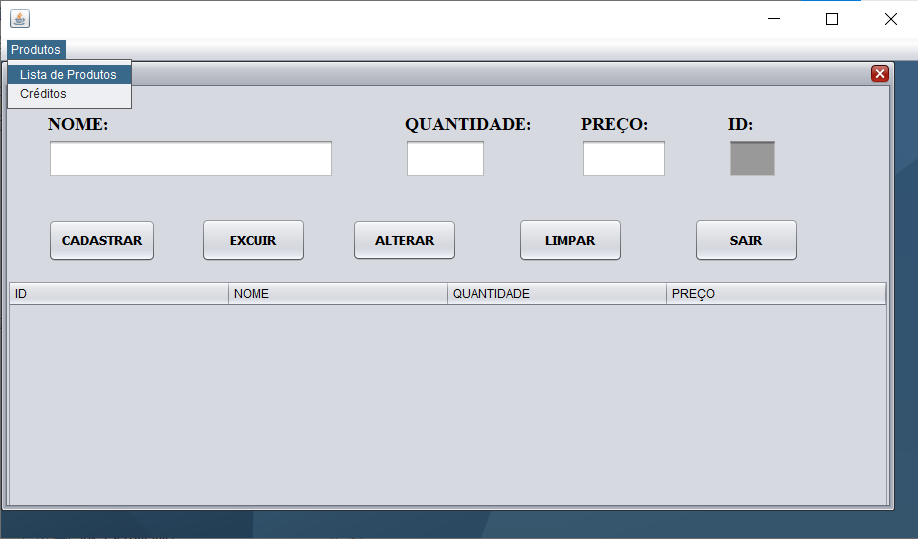 Produtos
Lista de Produtos
Créditos
NOME: QUANTIDADE: PREÇO: ID:
CADASTRAR EXCUIR ALTERAR LIMPAR SAIR
ID NOME QUANTIDADE PREÇO